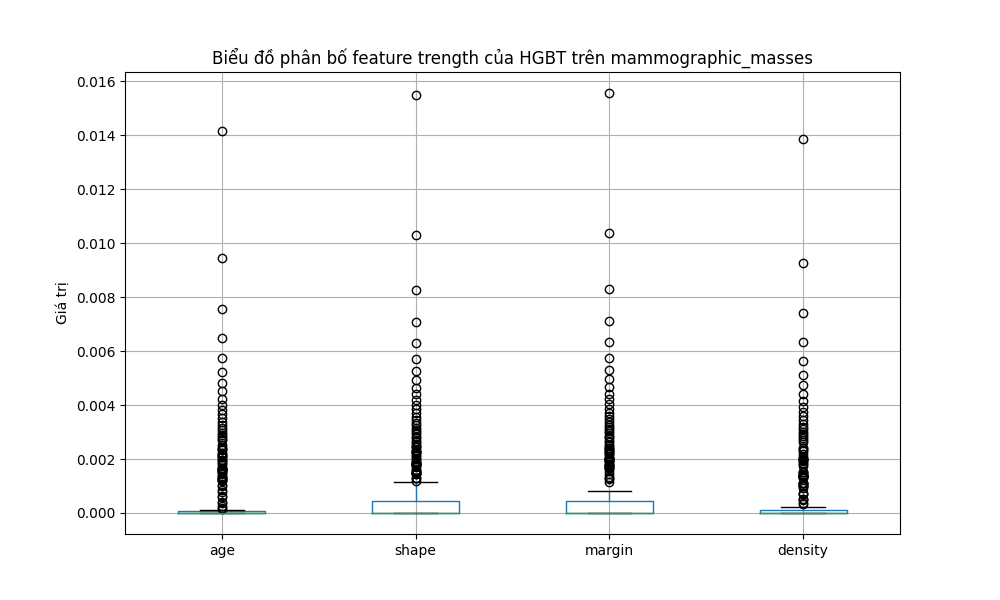 Biểu đồ phân bố feature trength của HGBT trên mammographic_masses
0.016
0.014
0.012
0.010
0.008
0.006
0.004
0.002
0.000
Giá trị
age
shape
margin
density